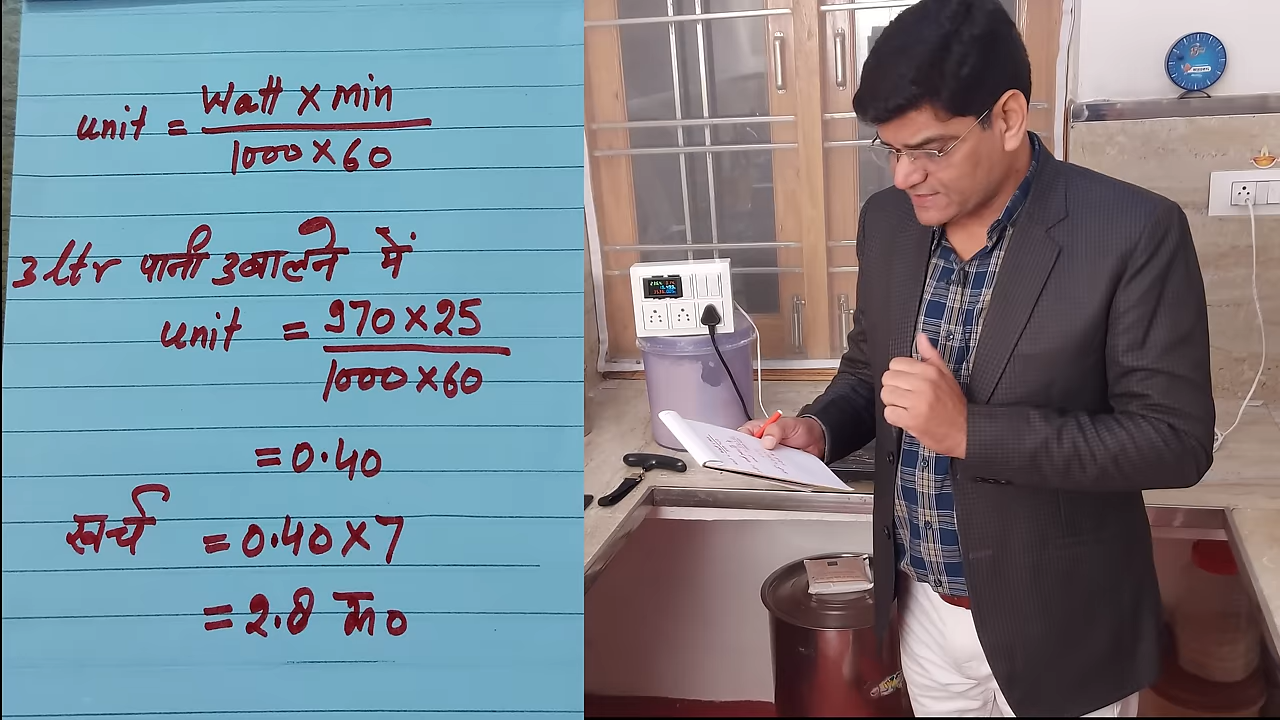 unit = Watt × min
1000 × 60
3 ltr पानी उबालने में
unit = 970 × 25
1000 × 60
= 0.40
खर्च = 0.40 × 7
= 2.8 रू०